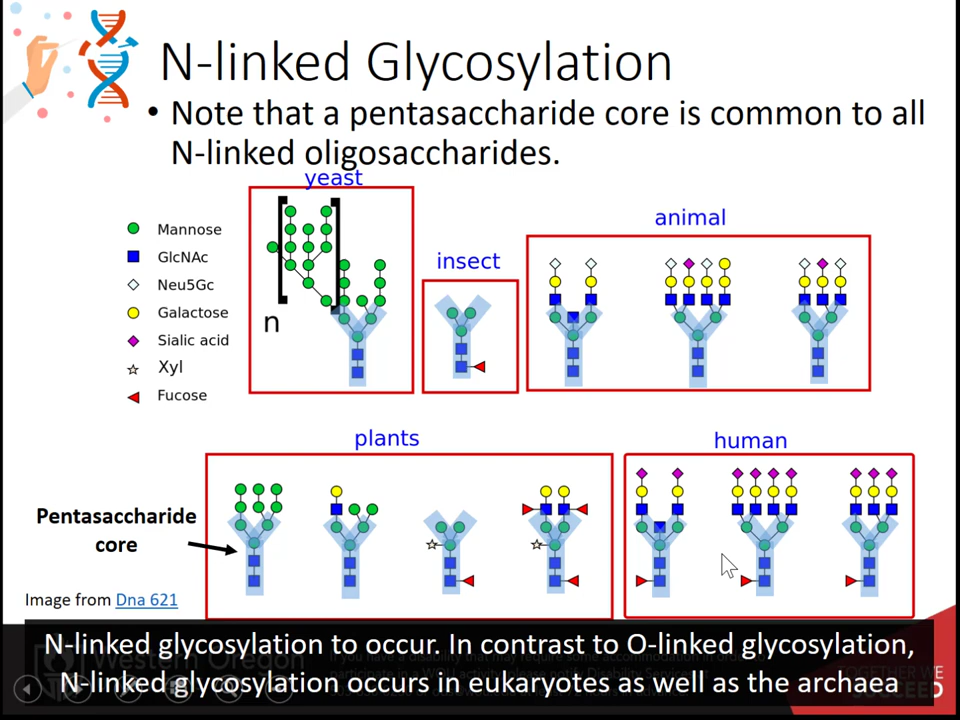 N-linked Glycosylation
• Note that a pentasaccharide core is common to all
N-linked oligosaccharides.
yeast
animal
insect
Mannose
GlcNAc
Neu5Gc
Galactose
Sialic acid
Xyl
Fucose
n
plants
human
Pentasaccharide
core
Image from Dna 621
N-linked glycosylation to occur. In contrast to O-linked glycosylation,
N-linked glycosylation occurs in eukaryotes as well as the archaea